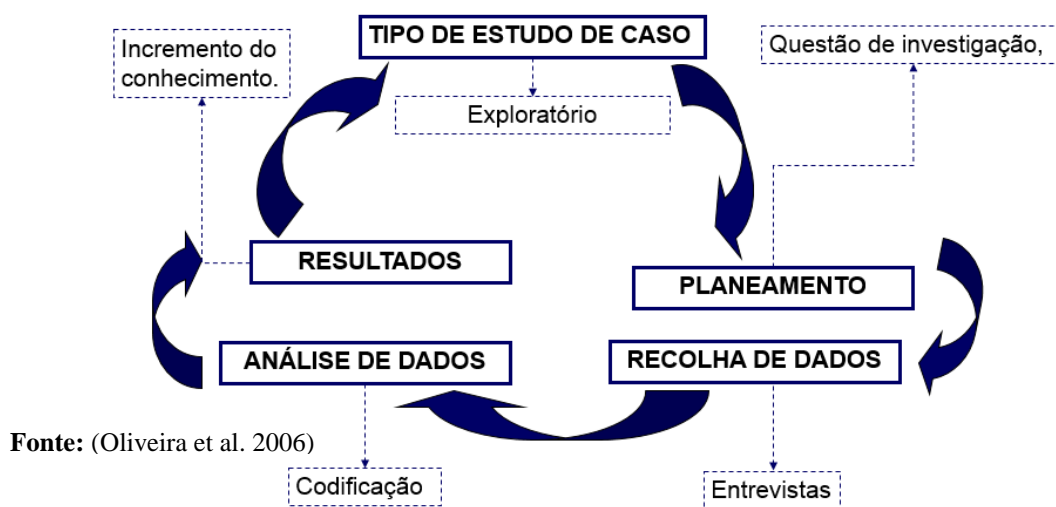 TIPO DE ESTUDO DE CASO
Incremento do
conhecimento.
Questão de investigação,
Exploratório
RESULTADOS
PLANEAMENTO
ANÁLISE DE DADOS
RECOLHA DE DADOS
Fonte: (Oliveira et al. 2006)
Codificação
Entrevistas